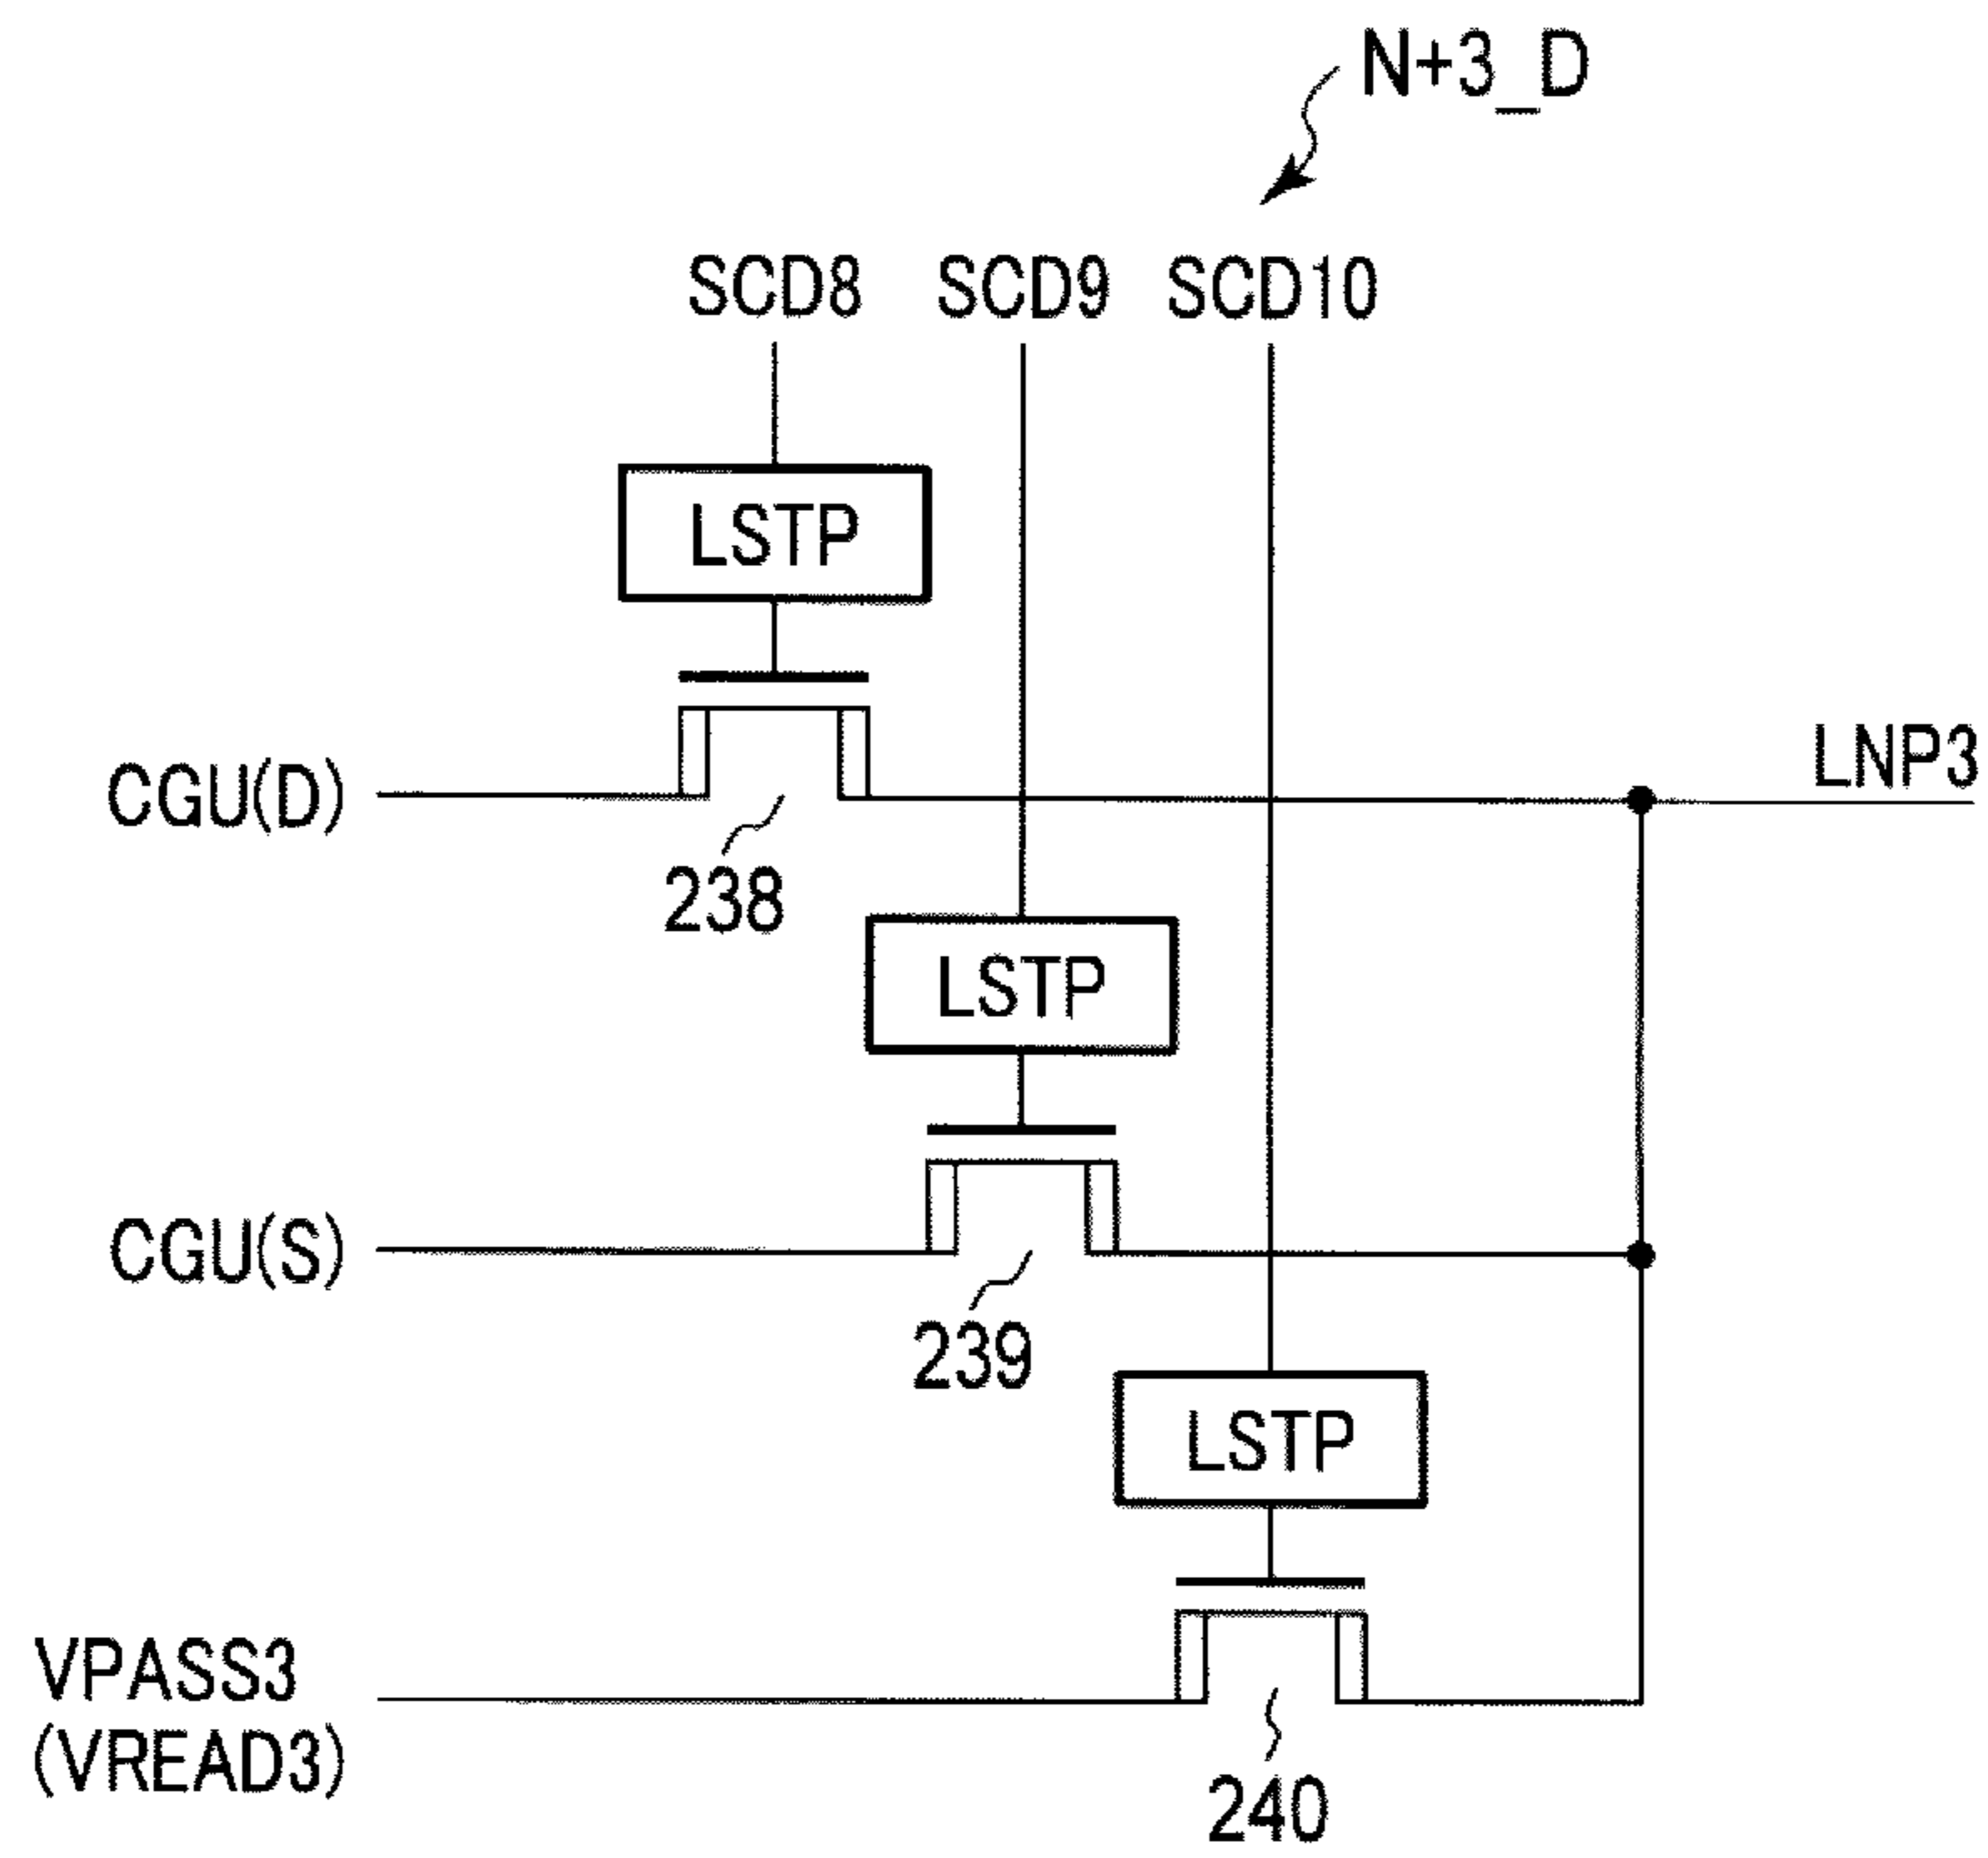 N+3_D
SCD8 SCD9 SCD10
LSTP
LNP3
CGU(D)
238
LSTP
CGU(S)
239
LSTP
VPASS3
(VREAD3)
240